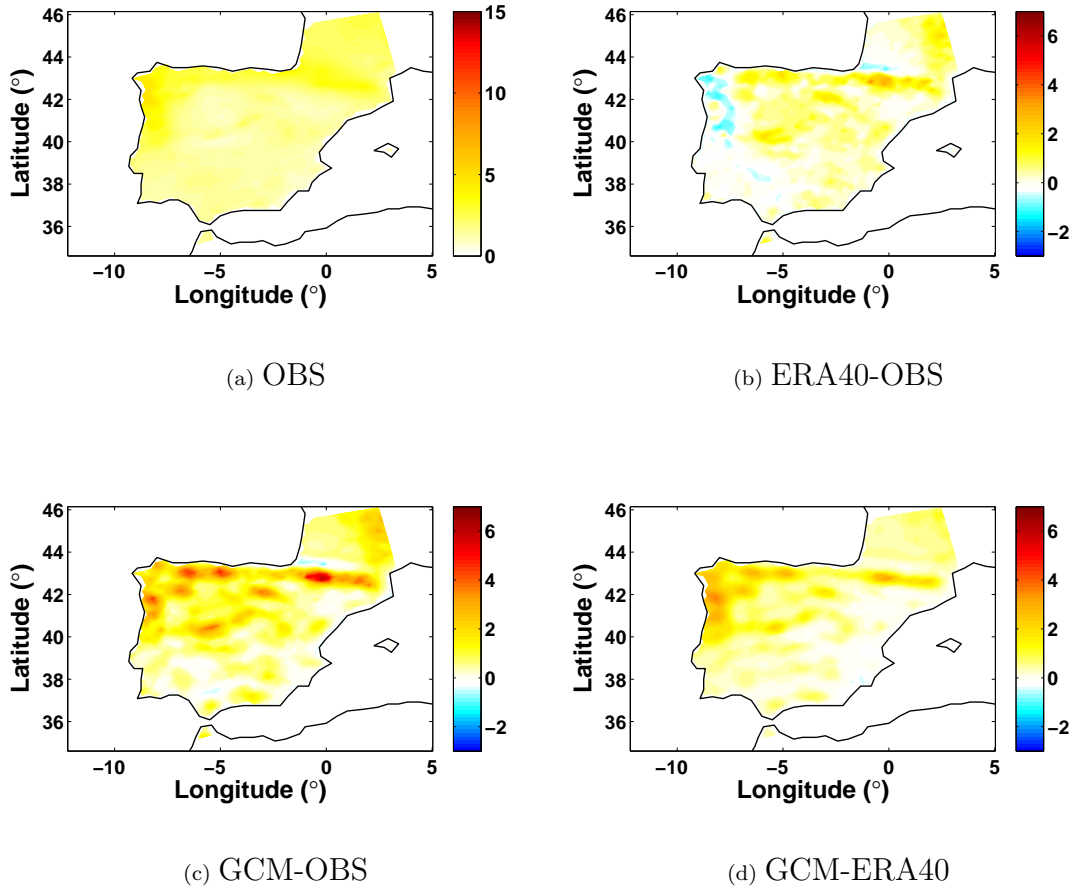 46
44
42
40
38
36
Latitude (°)
−10 −5 0 5
Longitude (°)
15
10
5
0
(a) OBS
46
44
42
40
38
36
Latitude (°)
−10 −5 0 5
Longitude (°)
6
4
2
0
−2
(b) ERA40-OBS
46
44
42
40
38
36
Latitude (°)
−10 −5 0 5
Longitude (°)
6
4
2
0
−2
(c) GCM-OBS
46
44
42
40
38
36
Latitude (°)
−10 −5 0 5
Longitude (°)
6
4
2
0
−2
(d) GCM-ERA40